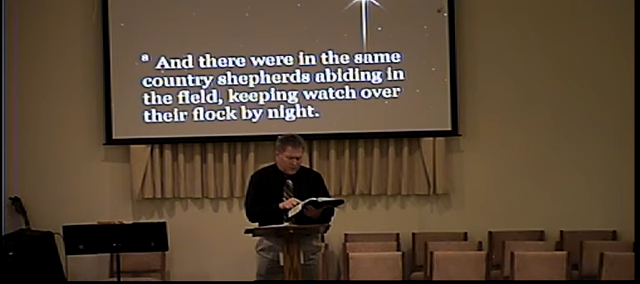 8 And there were in the same
country shepherds abiding in
the field, keeping watch over
their flock by night.